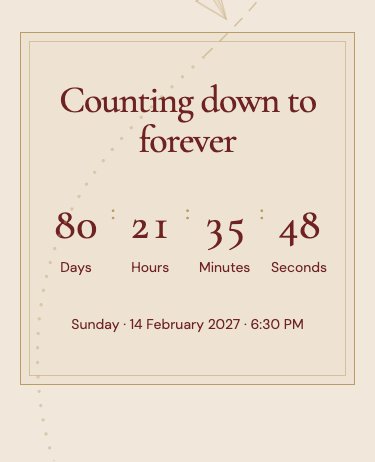 Counting down to
forever
80 : 21 : 35 : 48
Days Hours Minutes Seconds
Sunday · 14 February 2027 · 6:30 PM